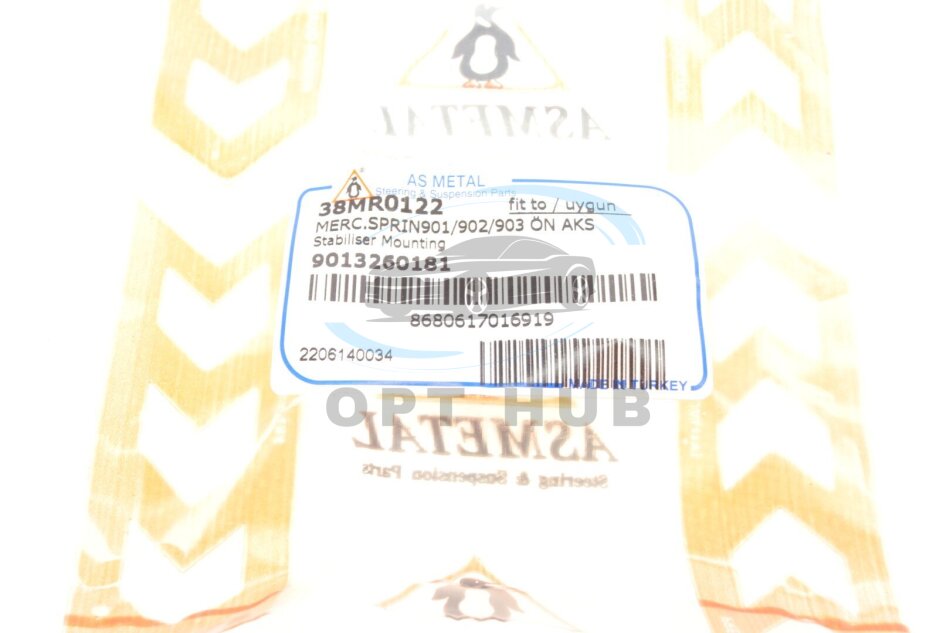 ASMETAL
AS METAL
Steering & Suspension Parts
38MR0122 fit to / uygun
MERC.SPRIN901/902/903 ÖN AKS
Stabiliser Mounting
9013260181
8680617016919
2206140034
MADE IN TURKEY
OPT HUB
ASMETAL
Steering & Suspension Parts